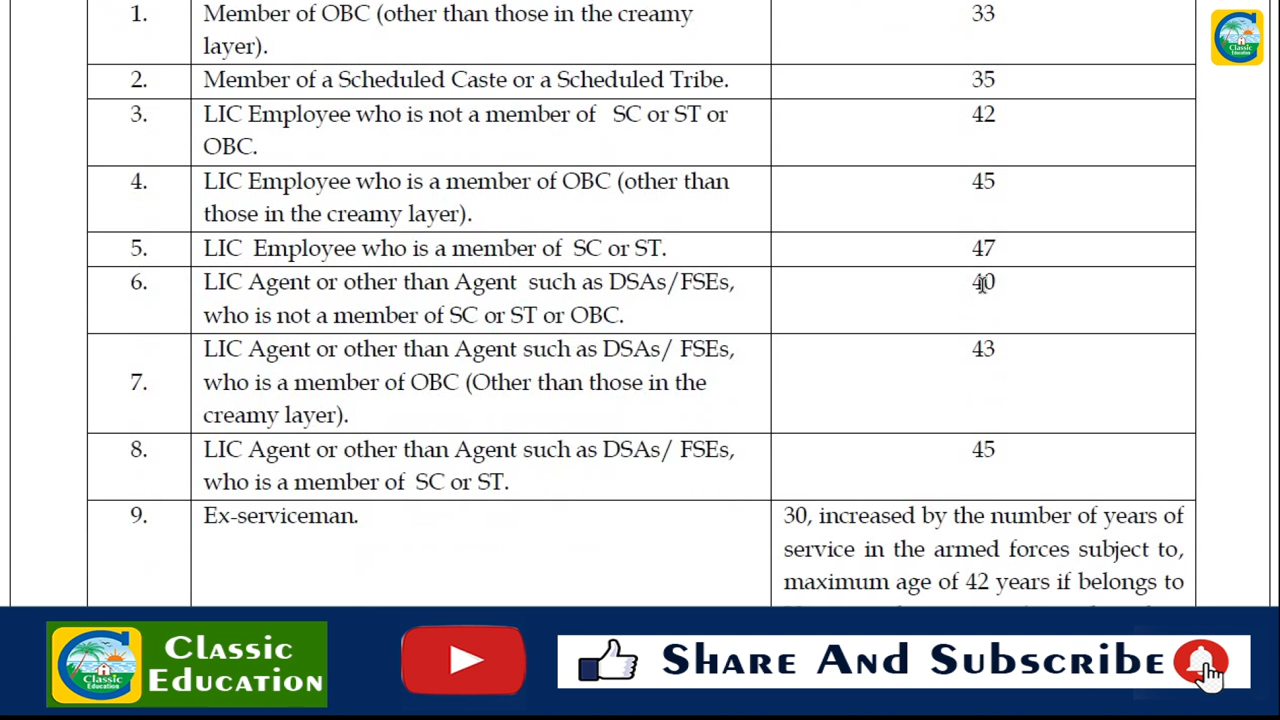 1. Member of OBC (other than those in the creamy 33
layer).
2. Member of a Scheduled Caste or a Scheduled Tribe. 35
3. LIC Employee who is not a member of SC or ST or 42
OBC.
4. LIC Employee who is a member of OBC (other than 45
those in the creamy layer).
5. LIC Employee who is a member of SC or ST. 47
6. LIC Agent or other than Agent such as DSAs/FSEs, 40
who is not a member of SC or ST or OBC.
LIC Agent or other than Agent such as DSAs/ FSEs, 43
7. who is a member of OBC (Other than those in the
creamy layer).
8. LIC Agent or other than Agent such as DSAs/ FSEs, 45
who is a member of SC or ST.
9. Ex-serviceman. 30, increased by the number of years of
service in the armed forces subject to,
maximum age of 42 years if belongs to
Classic
Education
Classic
Education
Classic
Education
Share And Subscribe